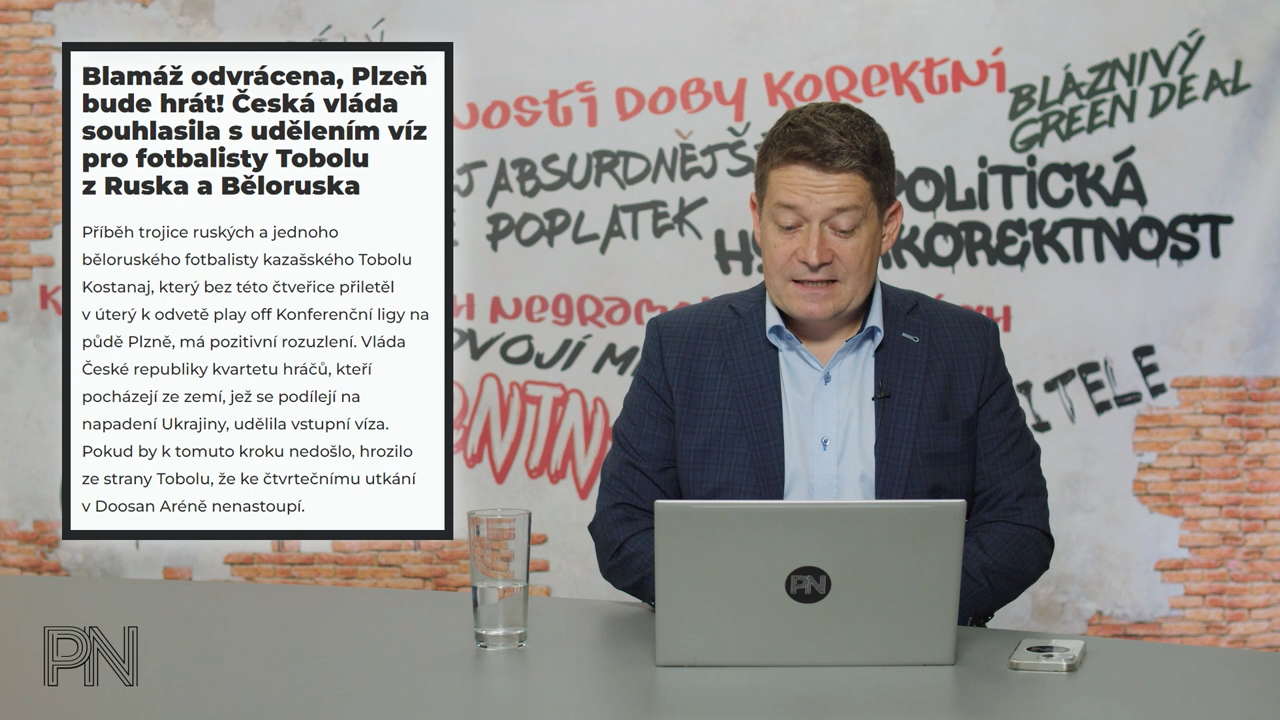 Blamáž odvrácena, Plzeň
bude hrát! Česká vláda
souhlasila s udělením víz
pro fotbalisty Tobolu
z Ruska a Běloruska
Příběh trojice ruských a jednoho
běloruského fotbalisty kazašského Tobolu
Kostanaj, který bez této čtveřice přiletěl
v úterý k odvetě play off Konferenční ligy na
půdě Plzně, má pozitivní rozuzlení. Vláda
České republiky kvartetu hráčů, kteří
pocházejí ze zemí, jež se podílejí na
napadení Ukrajiny, udělila vstupní víza.
Pokud by k tomuto kroku nedošlo, hrozilo
ze strany Tobolu, že ke čtvrtečnímu utkání
v Doosan Aréně nenastoupí.
DOBY KOREKTNÍ
BLÁZNIVÝ
GREEN DEAL
POPLATEK
POLITICKÁ
KOREKTNOST
PN
PN